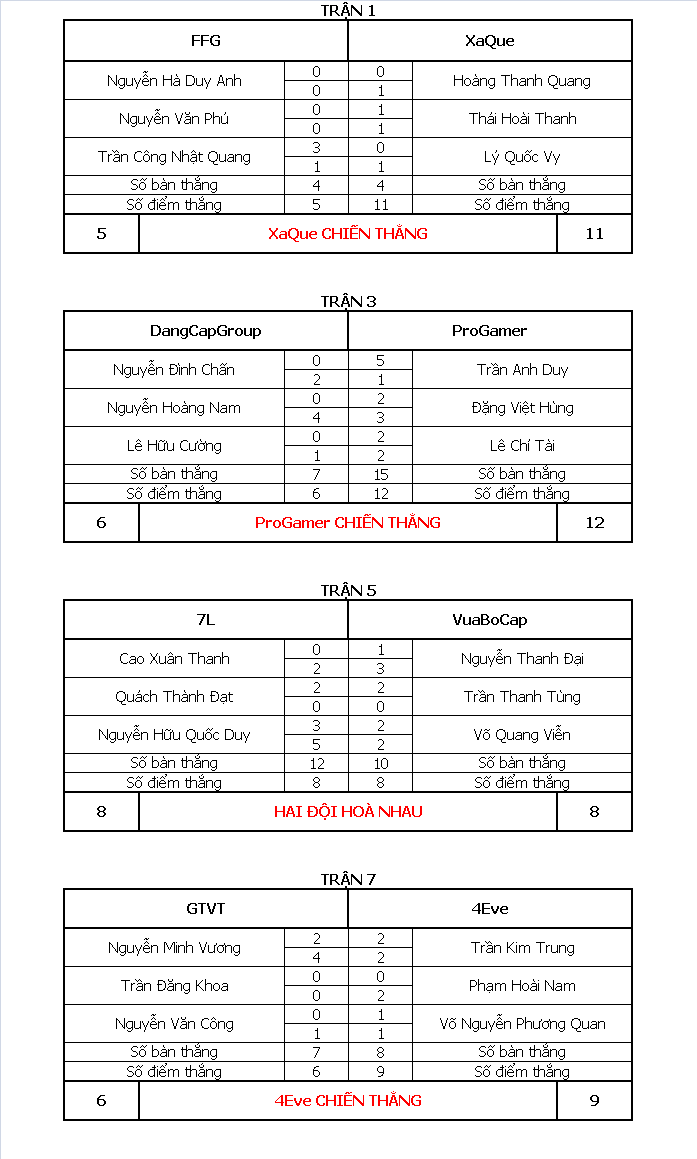 TRẬN 1
FFG XaQue
Nguyễn Hà Duy Anh 0 0 Hoàng Thanh Quang
0 1
Nguyễn Văn Phú 0 1 Thái Hoài Thanh
0 1
Trần Công Nhật Quang 3 0 Lý Quốc Vy
1 1
Số bàn thắng 4 4 Số bàn thắng
Số điểm thắng 5 11 Số điểm thắng
5 XaQue CHIẾN THẮNG 11
TRẬN 3
DangCapGroup ProGamer
Nguyễn Đình Chấn 0 5 Trần Anh Duy
2 1
Nguyễn Hoàng Nam 0 2 Đặng Việt Hùng
4 3
Lê Hữu Cường 0 2 Lê Chí Tài
1 2
Số bàn thắng 7 15 Số bàn thắng
Số điểm thắng 6 12 Số điểm thắng
6 ProGamer CHIẾN THẮNG 12
TRẬN 5
7L VuaBoCap
Cao Xuân Thanh 0 1 Nguyễn Thanh Đại
2 3
Quách Thành Đạt 2 2 Trần Thanh Tùng
0 0
Nguyễn Hữu Quốc Duy 3 2 Võ Quang Viễn
5 2
Số bàn thắng 12 10 Số bàn thắng
Số điểm thắng 8 8 Số điểm thắng
8 HAI ĐỘI HOÀ NHAU 8
TRẬN 7
GTVT 4Eve
Nguyễn Minh Vương 2 2 Trần Kim Trung
4 2
Trần Đăng Khoa 0 0 Phạm Hoài Nam
0 2
Nguyễn Văn Công 0 1 Võ Nguyễn Phương Quan
1 1
Số bàn thắng 7 8 Số bàn thắng
Số điểm thắng 6 9 Số điểm thắng
6 4Eve CHIẾN THẮNG 9